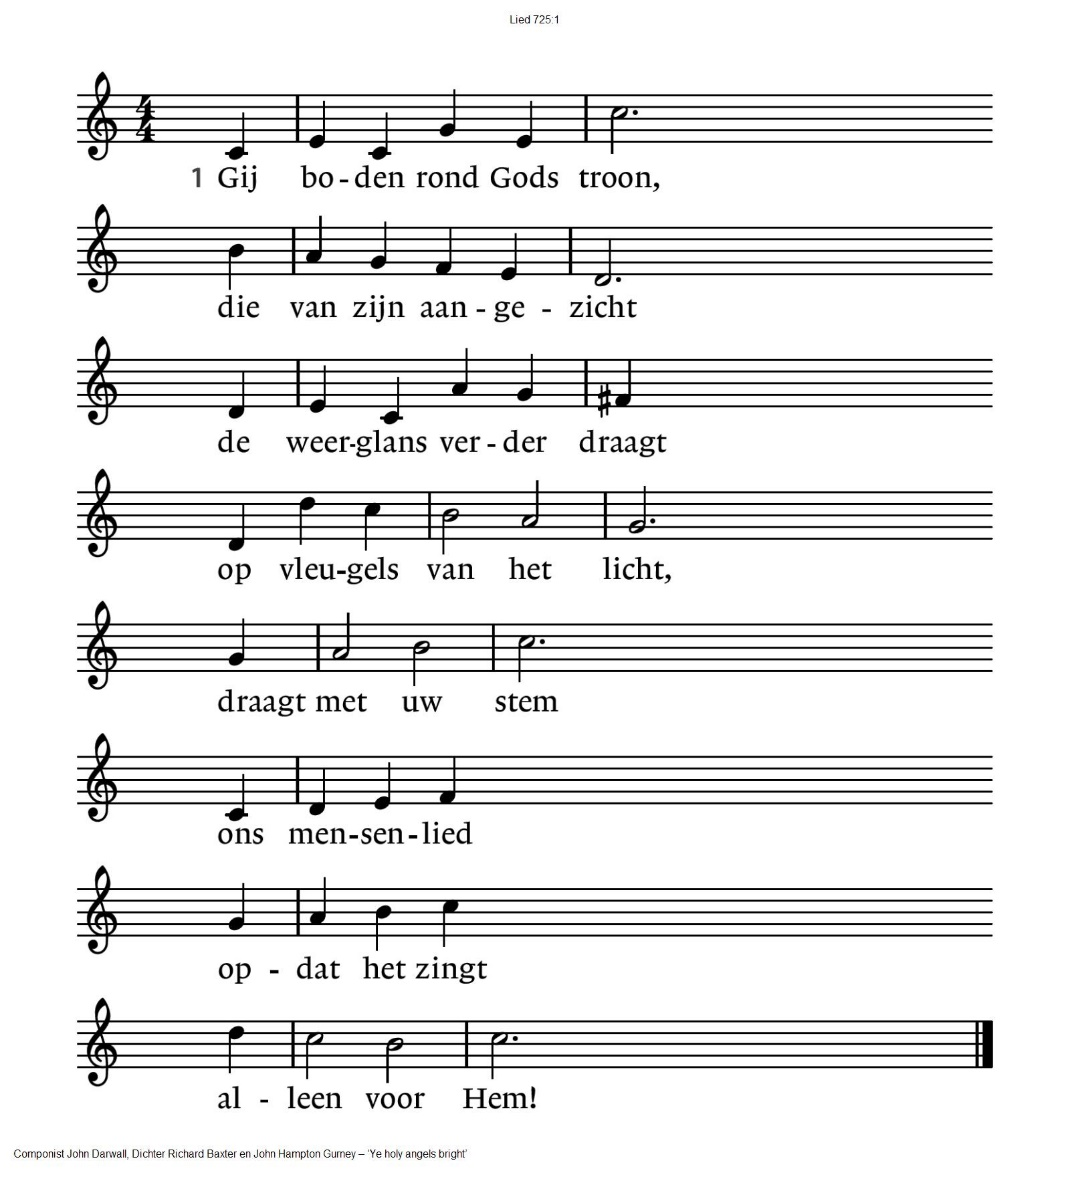 Lied 725:1
4
4
1 Gij bo-den rond Gods troon,
die van zijn aan-ge-zicht
de weer-glans ver-der draagt
op vleu-gels van het licht,
draagt met uw stem
ons men-sen-lied
op-dat het zingt
al-leen voor Hem!
Componist John Darwall, Dichter Richard Baxter en John Hampton Gurney – 'Ye holy angels bright'